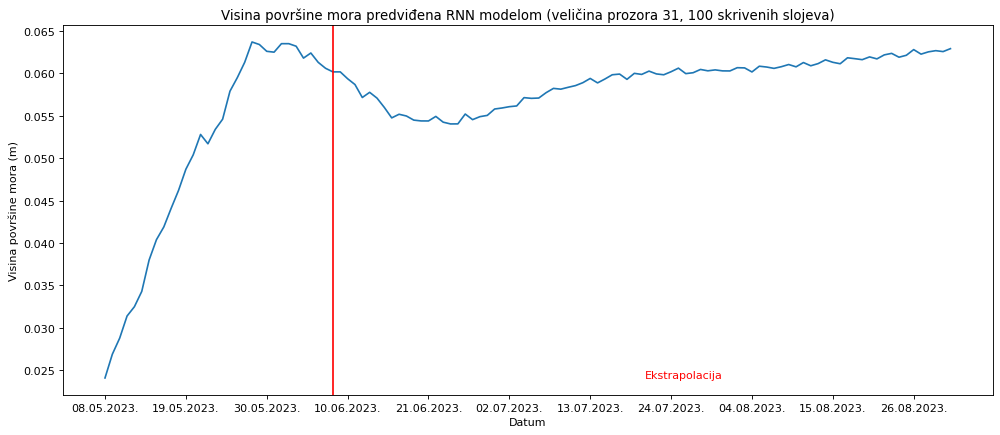 Visina površine mora predviđena RNN modelom (veličina prozora 31, 100 skrivenih slojeva)
Visina površine mora (m)
0.065
0.060
0.055
0.050
0.045
0.040
0.035
0.030
0.025
Ekstrapolacija
08.05.2023. 19.05.2023. 30.05.2023. 10.06.2023. 21.06.2023. 02.07.2023. 13.07.2023. 24.07.2023. 04.08.2023. 15.08.2023. 26.08.2023.
Datum